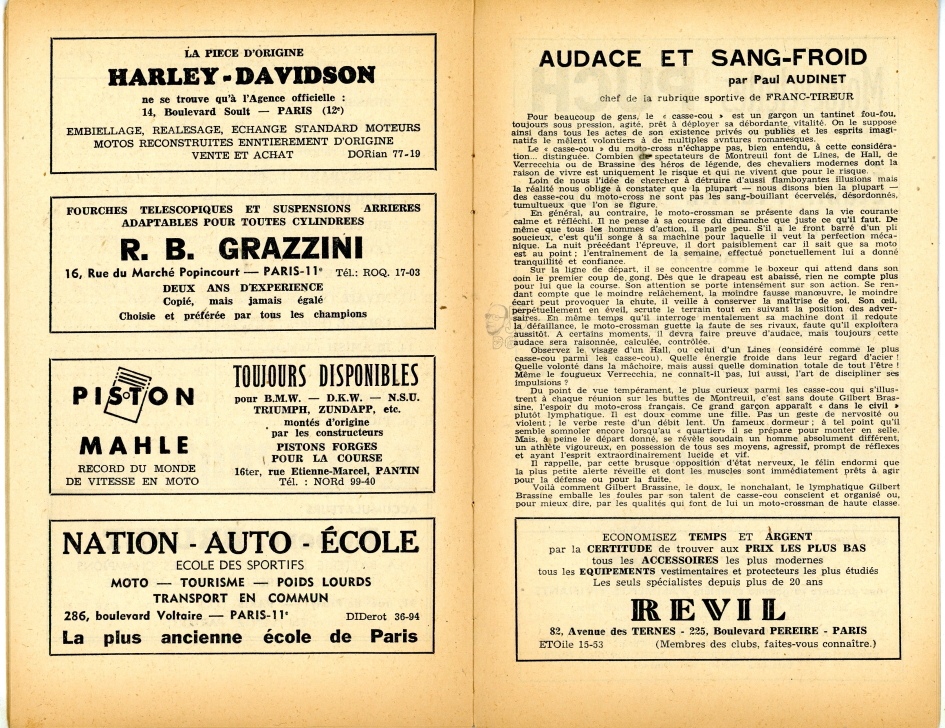 LA PIECE D'ORIGINE
HARLEY-DAVIDSON
ne se trouve qu'à l'Agence officielle :
14, Boulevard Soult — PARIS (12e)
EMBIELLAGE, REALESAGE, ECHANGE STANDARD MOTEURS
MOTOS RECONSTRUITES ENNTIEREMENT D'ORIGINE
VENTE ET ACHAT DORian 77-19
FOURCHES TELESCOPIQUES ET SUSPENSIONS ARRIERES
ADAPTABLES POUR TOUTES CYLINDREES
R. B. GRAZZINI
16, Rue du Marché Popincourt — PARIS-11e Tél.: ROQ. 17-03
DEUX ANS D'EXPERIENCE
Copié, mais jamais égalé
Choisie et préférée par tous les champions
PISTON
MAHLE
RECORD DU MONDE
DE VITESSE EN MOTO
TOUJOURS DISPONIBLES
pour B.M.W. — D.K.W. — N.S.U.
TRIUMPH, ZUNDAPP, etc.
montés d'origine
par les constructeurs
PISTONS FORGES
POUR LA COURSE
16ter, rue Etienne-Marcel, PANTIN
Tél. : NORd 99-40
NATION - AUTO - ÉCOLE
ECOLE DES SPORTIFS
MOTO — TOURISME — POIDS LOURDS
TRANSPORT EN COMMUN
286, boulevard Voltaire — PARIS-11e DIDerot 36-94
La plus ancienne école de Paris
AUDACE ET SANG-FROID
par Paul AUDINET
chef de la rubrique sportive de FRANC-TIREUR
Pour beaucoup de gens, le « casse-cou » est un garçon un tantinet fou-fou,
toujours sous pression, agité, prêt à déployer sa débordante vitalité. On le suppose
ainsi dans tous les actes de son existence privés ou publics et les esprits imagi-
natifs le mêlent volontiers à de multiples avntures romanesques.
Le « casse-cou » du moto-cross n'échappe pas, bien entendu, à cette considéra-
tion... distinguée. Combien de spectateurs de Montreuil font de Lines, de Hall, de
Verrecchia ou de Brassine des héros de légende, des chevaliers modernes dont la
raison de vivre est uniquement le risque et qui ne vivent que pour le risque.
Loin de nous l'idée de chercher à détruire d'aussi flamboyantes illusions mais
la réalité nous oblige à constater que la plupart — nous disons bien la plupart —
des casse-cou du moto-cross ne sont pas les sang-bouillant écervelés, désordonnés,
tumultueux que l'on se figure.
En général, au contraire, le moto-crossman se présente dans la vie courante
calme et réfléchi. Il ne pense à sa course du dimanche que juste ce qu'il faut. De
même que tous les hommes d'action, il parle peu. S'il a le front barré d'un pli
soucieux, c'est qu'il songe à sa machine pour laquelle il veut la perfection méca-
nique. La nuit précédant l'épreuve, il dort paisiblement car il sait que sa moto
est au point ; l'entraînement de la semaine, effectué ponctuellement lui a donné
tranquillité et confiance.
Sur la ligne de départ, il se concentre comme le boxeur qui attend dans son
coin le premier coup de gong. Dès que le drapeau est abaissé, rien ne compte plus
pour lui que la course. Son attention se porte intensément sur son action. Se ren-
dant compte que le moindre relâchement, la moindre fausse manœuvre, le moindre
écart peut provoquer la chute, il veille à conserver la maîtrise de soi. Son œil,
perpétuellement en éveil, scrute le terrain tout en suivant la position des adver-
saires. En même temps qu'il interroge mentalement sa machine dont il redoute
la défaillance, le moto-crossman guette la faute de ses rivaux, faute qu'il exploitera
aussitôt. A certains moments, il devra faire preuve d'audace, mais toujours cette
audace sera raisonnée, calculée, contrôlée.
Observez le visage d'un Hall, ou celui d'un Lines (considéré comme le plus
casse-cou parmi les casse-cou). Quelle énergie froide dans leur regard d'acier !
Quelle volonté dans la mâchoire, mais aussi quelle domination totale de tout l'être !
Même le fougueux Verrecchia, ne connaît-il pas, lui aussi, l'art de discipliner ses
impulsions ?
Du point de vue tempérament, le plus curieux parmi les casse-cou qui s'illus-
trent à chaque réunion sur les buttes de Montreuil, c'est sans doute Gilbert Bras-
sine, l'espoir du moto-cross français. Ce grand garçon apparaît « dans le civil »
plutôt lymphatique. Il est doux comme une fille. Pas un geste de nervosité ou
violent ; le verbe reste d'un débit lent. Un fameux dormeur ; à tel point qu'il
semble somnoler encore lorsqu'au « quartier» il se prépare pour monter en selle.
Mais, à peine le départ donné, se révèle soudain un homme absolument différent,
un athlète vigoureux, en possession de tous ses moyens, agressif, prompt de réflexes
et ayant l'esprit extraordinairement lucide et vif.
Il rappelle, par cette brusque opposition d'état nerveux, le félin endormi que
la plus petite alerte réveille et dont les muscles sont immédiatement prêts à agir
pour la défense ou pour la fuite.
Voilà comment Gilbert Brassine, le doux, le nonchalant, le lymphatique Gilbert
Brassine emballe les foules par son talent de casse-cou conscient et organisé ou,
pour mieux dire, par les qualités qui font de lui un moto-crossman de haute classe.
ECONOMISEZ TEMPS ET ARGENT
par la CERTITUDE de trouver aux PRIX LES PLUS BAS
tous les ACCESSOIRES les plus modernes
tous les EQUIPEMENTS vestimentaires et protecteurs les plus étudiés
Les seuls spécialistes depuis plus de 20 ans
REVIL
82, Avenue des TERNES - 225, Boulevard PEREIRE - PARIS
ETOile 15-53 (Membres des clubs, faites-vous connaître.)